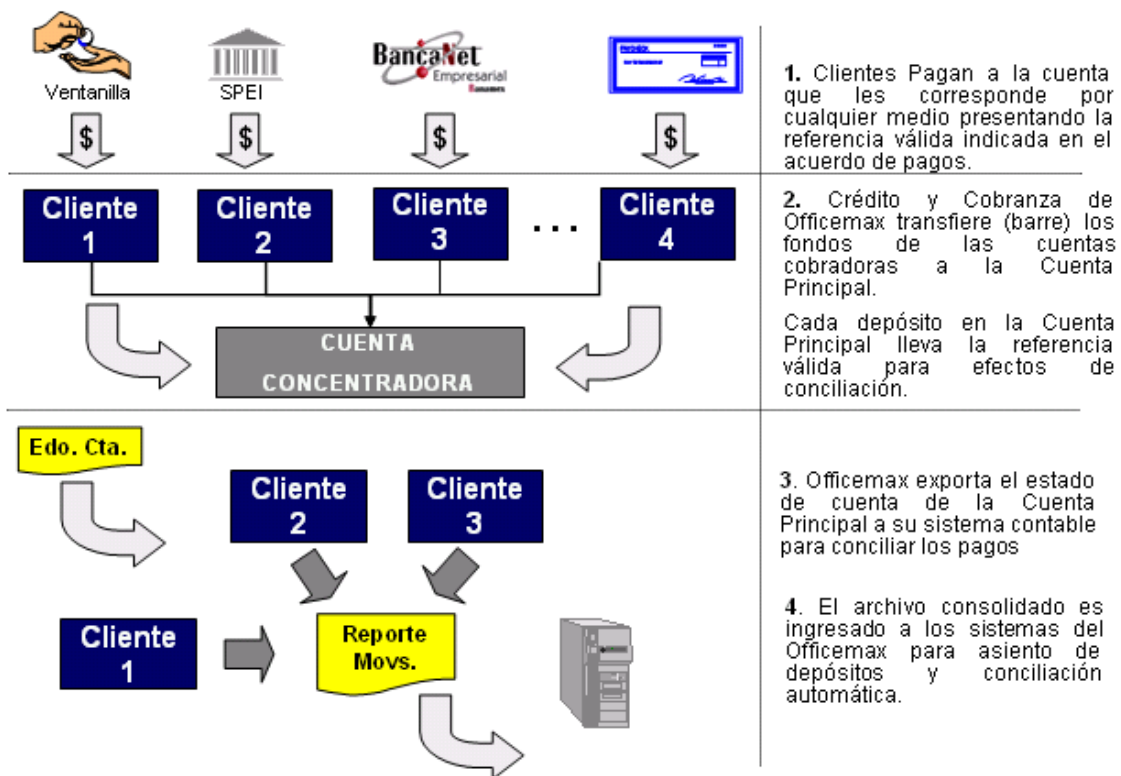 Ventanilla
SPEI
BancaNet
Empresarial
Banamex
$
$
$
$
1. Clientes Pagan a la cuenta
que les corresponde por
cualquier medio presentando la
referencia válida indicada en el
acuerdo de pagos.
Cliente
1
Cliente
2
Cliente
3
. . .
Cliente
4
CUENTA
CONCENTRADORA
2. Crédito y Cobranza de
Officemax transfiere (barre) los
fondos de las cuentas
cobradoras a la Cuenta
Principal.
Cada depósito en la Cuenta
Principal lleva la referencia
válida para efectos de
conciliación.
Edo. Cta.
Cliente
2
Cliente
3
Cliente
1
Reporte
Movs.
3. Officemax exporta el estado
de cuenta de la Cuenta
Principal a su sistema contable
para conciliar los pagos
4. El archivo consolidado es
ingresado a los sistemas del
Officemax para asiento de
depósitos y conciliación
automática.